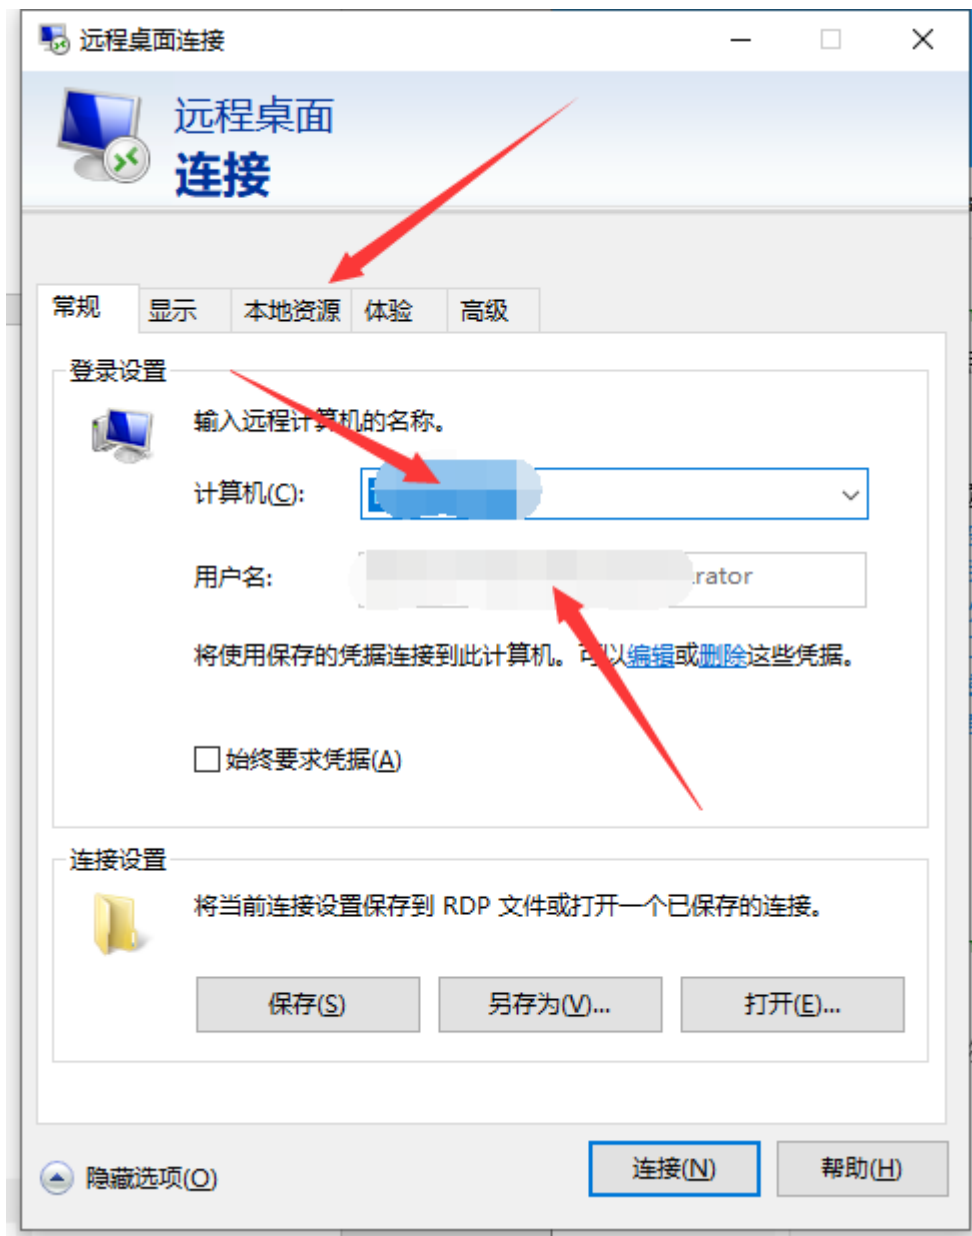 远程桌面连接
远程桌面
连接
常规 显示 本地资源 体验 高级
登录设置
输入远程计算机的名称。
计算机(C):
用户名: rator
将使用保存的凭据连接到此计算机。可以编辑或删除这些凭据。
始终要求凭据(A)
连接设置
将当前连接设置保存到 RDP 文件或打开一个已保存的连接。
保存(S) 另存为(V)... 打开(E)...
隐藏选项(O) 连接(N) 帮助(H)